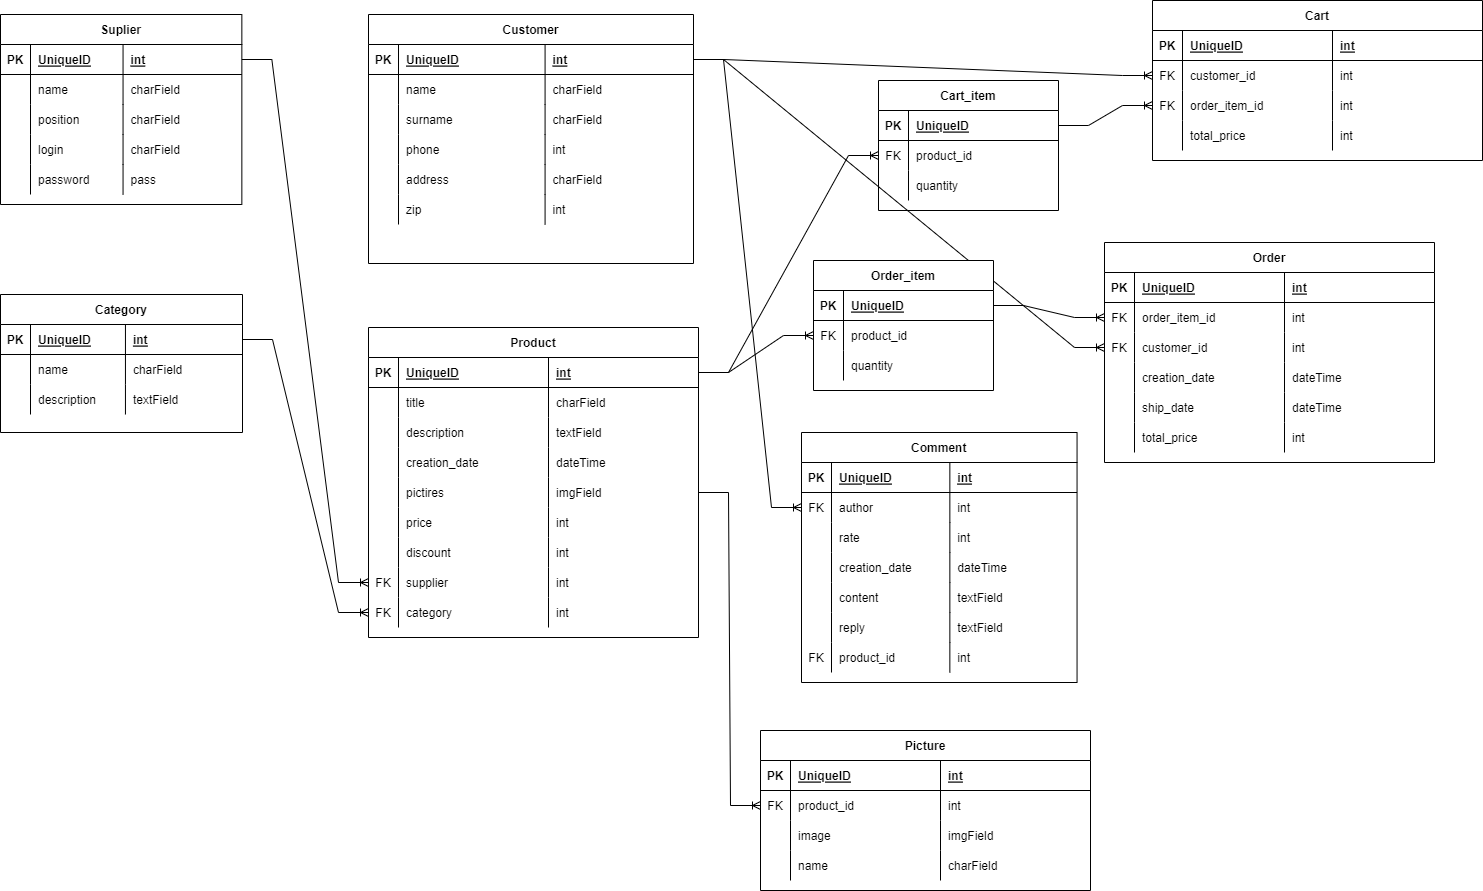 Suplier
PK UniqueID int
name charField
position charField
login charField
password pass
Customer
PK UniqueID int
name charField
surname charField
phone int
address charField
zip int
Cart
PK UniqueID int
FK customer_id int
FK order_item_id int
total_price int
Cart_item
PK UniqueID
FK product_id
quantity
Category
PK UniqueID int
name charField
description textField
Product
PK UniqueID int
title charField
description textField
creation_date dateTime
pictires imgField
price int
discount int
FK supplier int
FK category int
Order_item
PK UniqueID
FK product_id
quantity
Order
PK UniqueID int
FK order_item_id int
FK customer_id int
creation_date dateTime
ship_date dateTime
total_price int
Comment
PK UniqueID int
FK author int
rate int
creation_date dateTime
content textField
reply textField
FK product_id int
Picture
PK UniqueID int
FK product_id int
image imgField
name charField